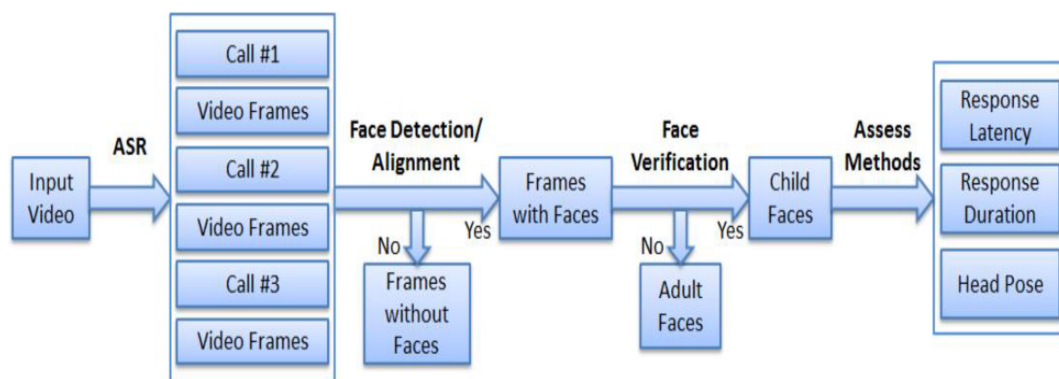 Input
Video
ASR
Call #1
Video Frames
Call #2
Video Frames
Call #3
Video Frames
Face Detection/
Alignment
Yes
No
Frames
without
Faces
Frames
with Faces
Face
Verification
Yes
No
Adult
Faces
Child
Faces
Assess
Methods
Response
Latency
Response
Duration
Head Pose